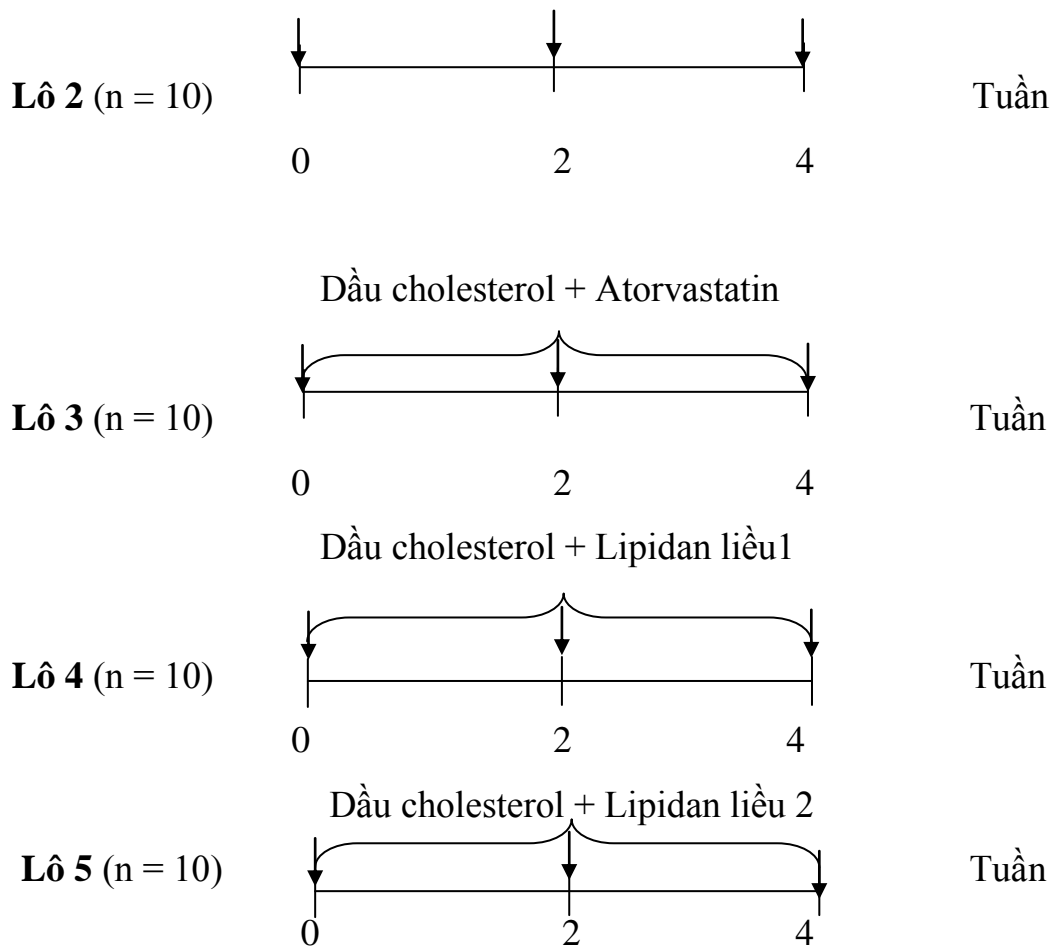 Lô 2 (n = 10) Tuần
0 2 4
Dầu cholesterol + Atorvastatin
Lô 3 (n = 10) Tuần
0 2 4
Dầu cholesterol + Lipidan liều1
Lô 4 (n = 10) Tuần
0 2 4
Dầu cholesterol + Lipidan liều 2
Lô 5 (n = 10) Tuần
0 2 4